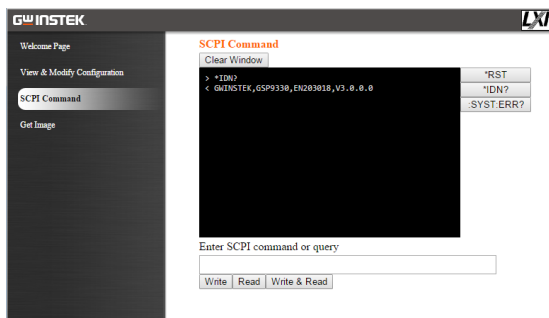 GWINSTEK
LXI
Welcome Page
View & Modify Configuration
SCPI Command
Get Image
SCPI Command
Clear Window
> *IDN?
< GWINSTEK,GSP9330,EN203018,V3.0.0.0
*RST
*IDN?
:SYST:ERR?
Enter SCPI command or query
Write
Read
Write & Read